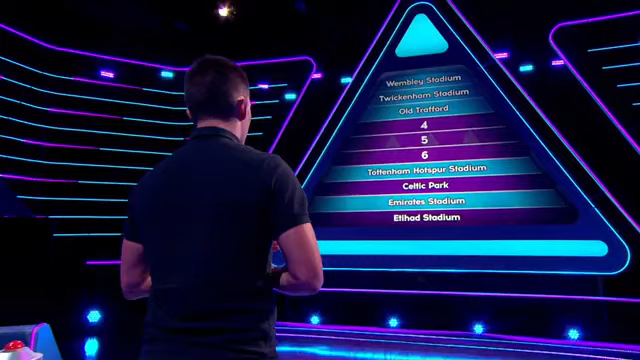 Wembley Stadium
Twickenham Stadium
Old Trafford
4
5
6
Tottenham Hotspur Stadium
Celtic Park
Emirates Stadium
Etihad Stadium